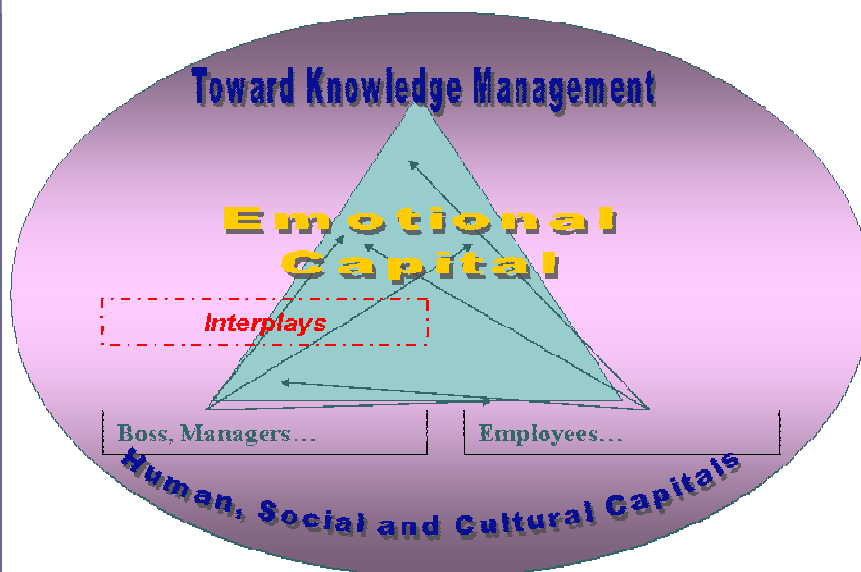 Toward Knowledge Management
Emotional
Capital
Interplays
Boss, Managers…
Employees…
Human, Social and Cultural Capitals